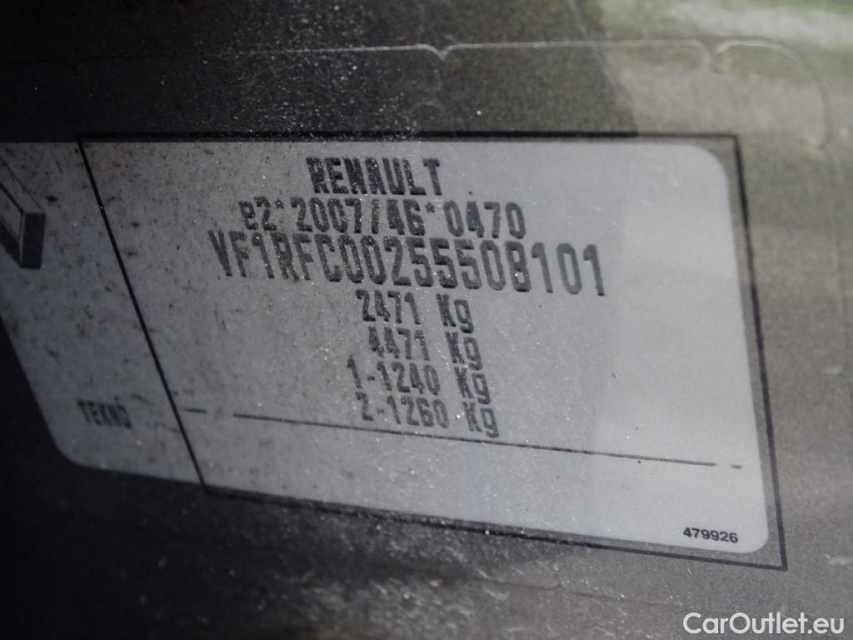 RENAULT
e2*2007/46*0470
VF1RFC00255508101
2471 Kg
4471 Kg
1-1240 Kg
2-1260 Kg
TEKNO
479926
CarOutlet.eu